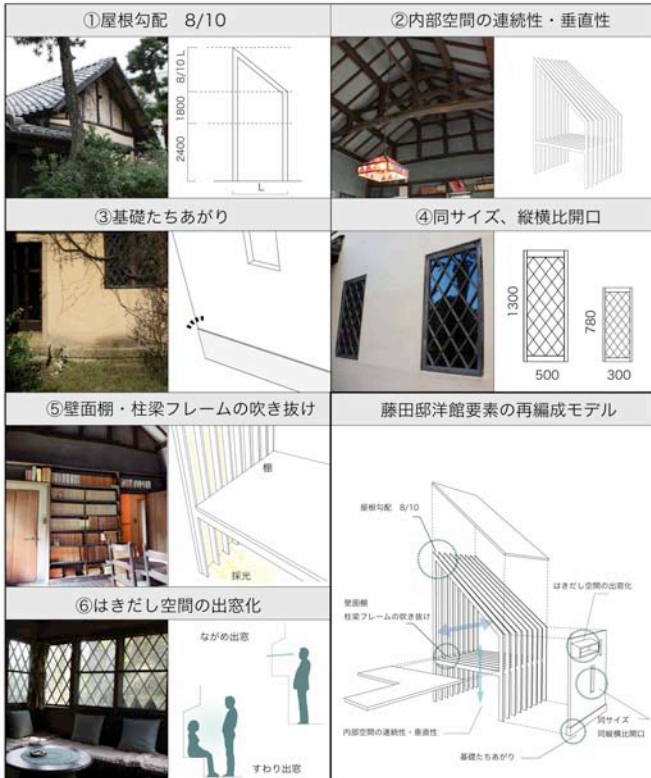 ①屋根勾配 8/10
8/10 L
1800
2400
L
②内部空間の連続性・垂直性
③基礎たちあがり
④同サイズ、縦横比開口
1300
500
780
300
⑤壁面棚・柱梁フレームの吹き抜け
棚
採光
⑥はきだし空間の出窓化
ながめ出窓
すわり出窓
藤田邸洋館要素の再編成モデル
屋根勾配 8/10
はきだし空間の出窓化
壁面棚
柱梁フレームの吹き抜け
同サイズ
同縦横比開口
内部空間の連続性・垂直性
基礎たちあがり